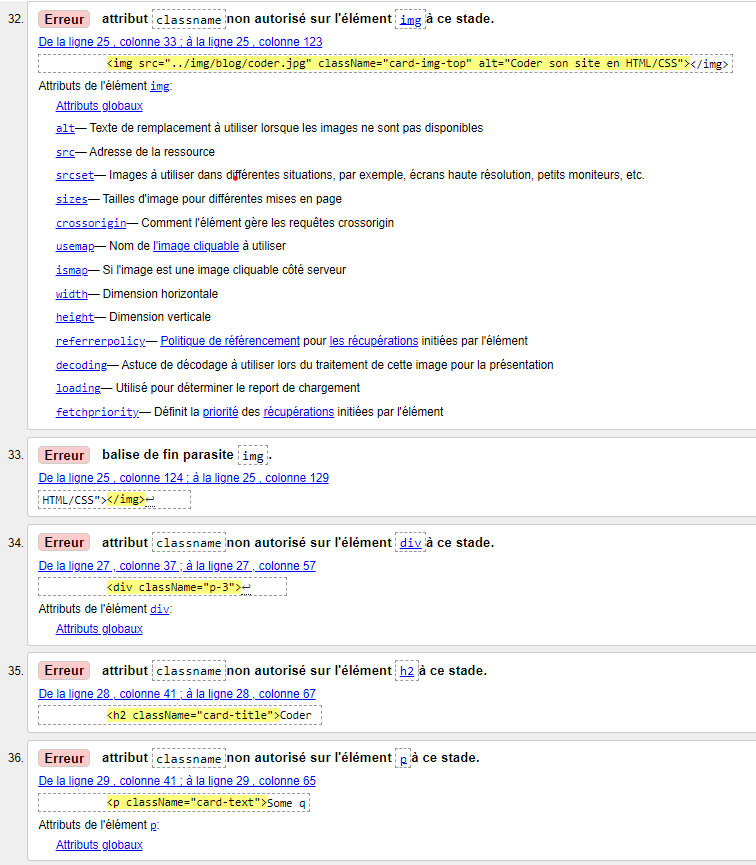 32. Erreur attribut classname non autorisé sur l'élément img à ce stade.
De la ligne 25 , colonne 33 ; à la ligne 25 , colonne 123
<img src="../img/blog/coder.jpg" className="card-img-top" alt="Coder son site en HTML/CSS"></img>
Attributs de l'élément img:
Attributs globaux
alt— Texte de remplacement à utiliser lorsque les images ne sont pas disponibles
src— Adresse de la ressource
srcset— Images à utiliser dans différentes situations, par exemple, écrans haute résolution, petits moniteurs, etc.
sizes— Tailles d'image pour différentes mises en page
crossorigin— Comment l'élément gère les requêtes crossorigin
usemap— Nom de l'image cliquable à utiliser
ismap— Si l'image est une image cliquable côté serveur
width— Dimension horizontale
height— Dimension verticale
referrerpolicy— Politique de référencement pour les récupérations initiées par l'élément
decoding— Astuce de décodage à utiliser lors du traitement de cette image pour la présentation
loading— Utilisé pour déterminer le report de chargement
fetchpriority— Définit la priorité des récupérations initiées par l'élément
33. Erreur balise de fin parasite img.
De la ligne 25 , colonne 124 ; à la ligne 25 , colonne 129
HTML/CSS"></img>↩
34. Erreur attribut classname non autorisé sur l'élément div à ce stade.
De la ligne 27 , colonne 37 ; à la ligne 27 , colonne 57
<div className="p-3">↩
Attributs de l'élément div:
Attributs globaux
35. Erreur attribut classname non autorisé sur l'élément h2 à ce stade.
De la ligne 28 , colonne 41 ; à la ligne 28 , colonne 67
<h2 className="card-title">Coder
36. Erreur attribut classname non autorisé sur l'élément p à ce stade.
De la ligne 29 , colonne 41 ; à la ligne 29 , colonne 65
<p className="card-text">Some q
Attributs de l'élément p:
Attributs globaux